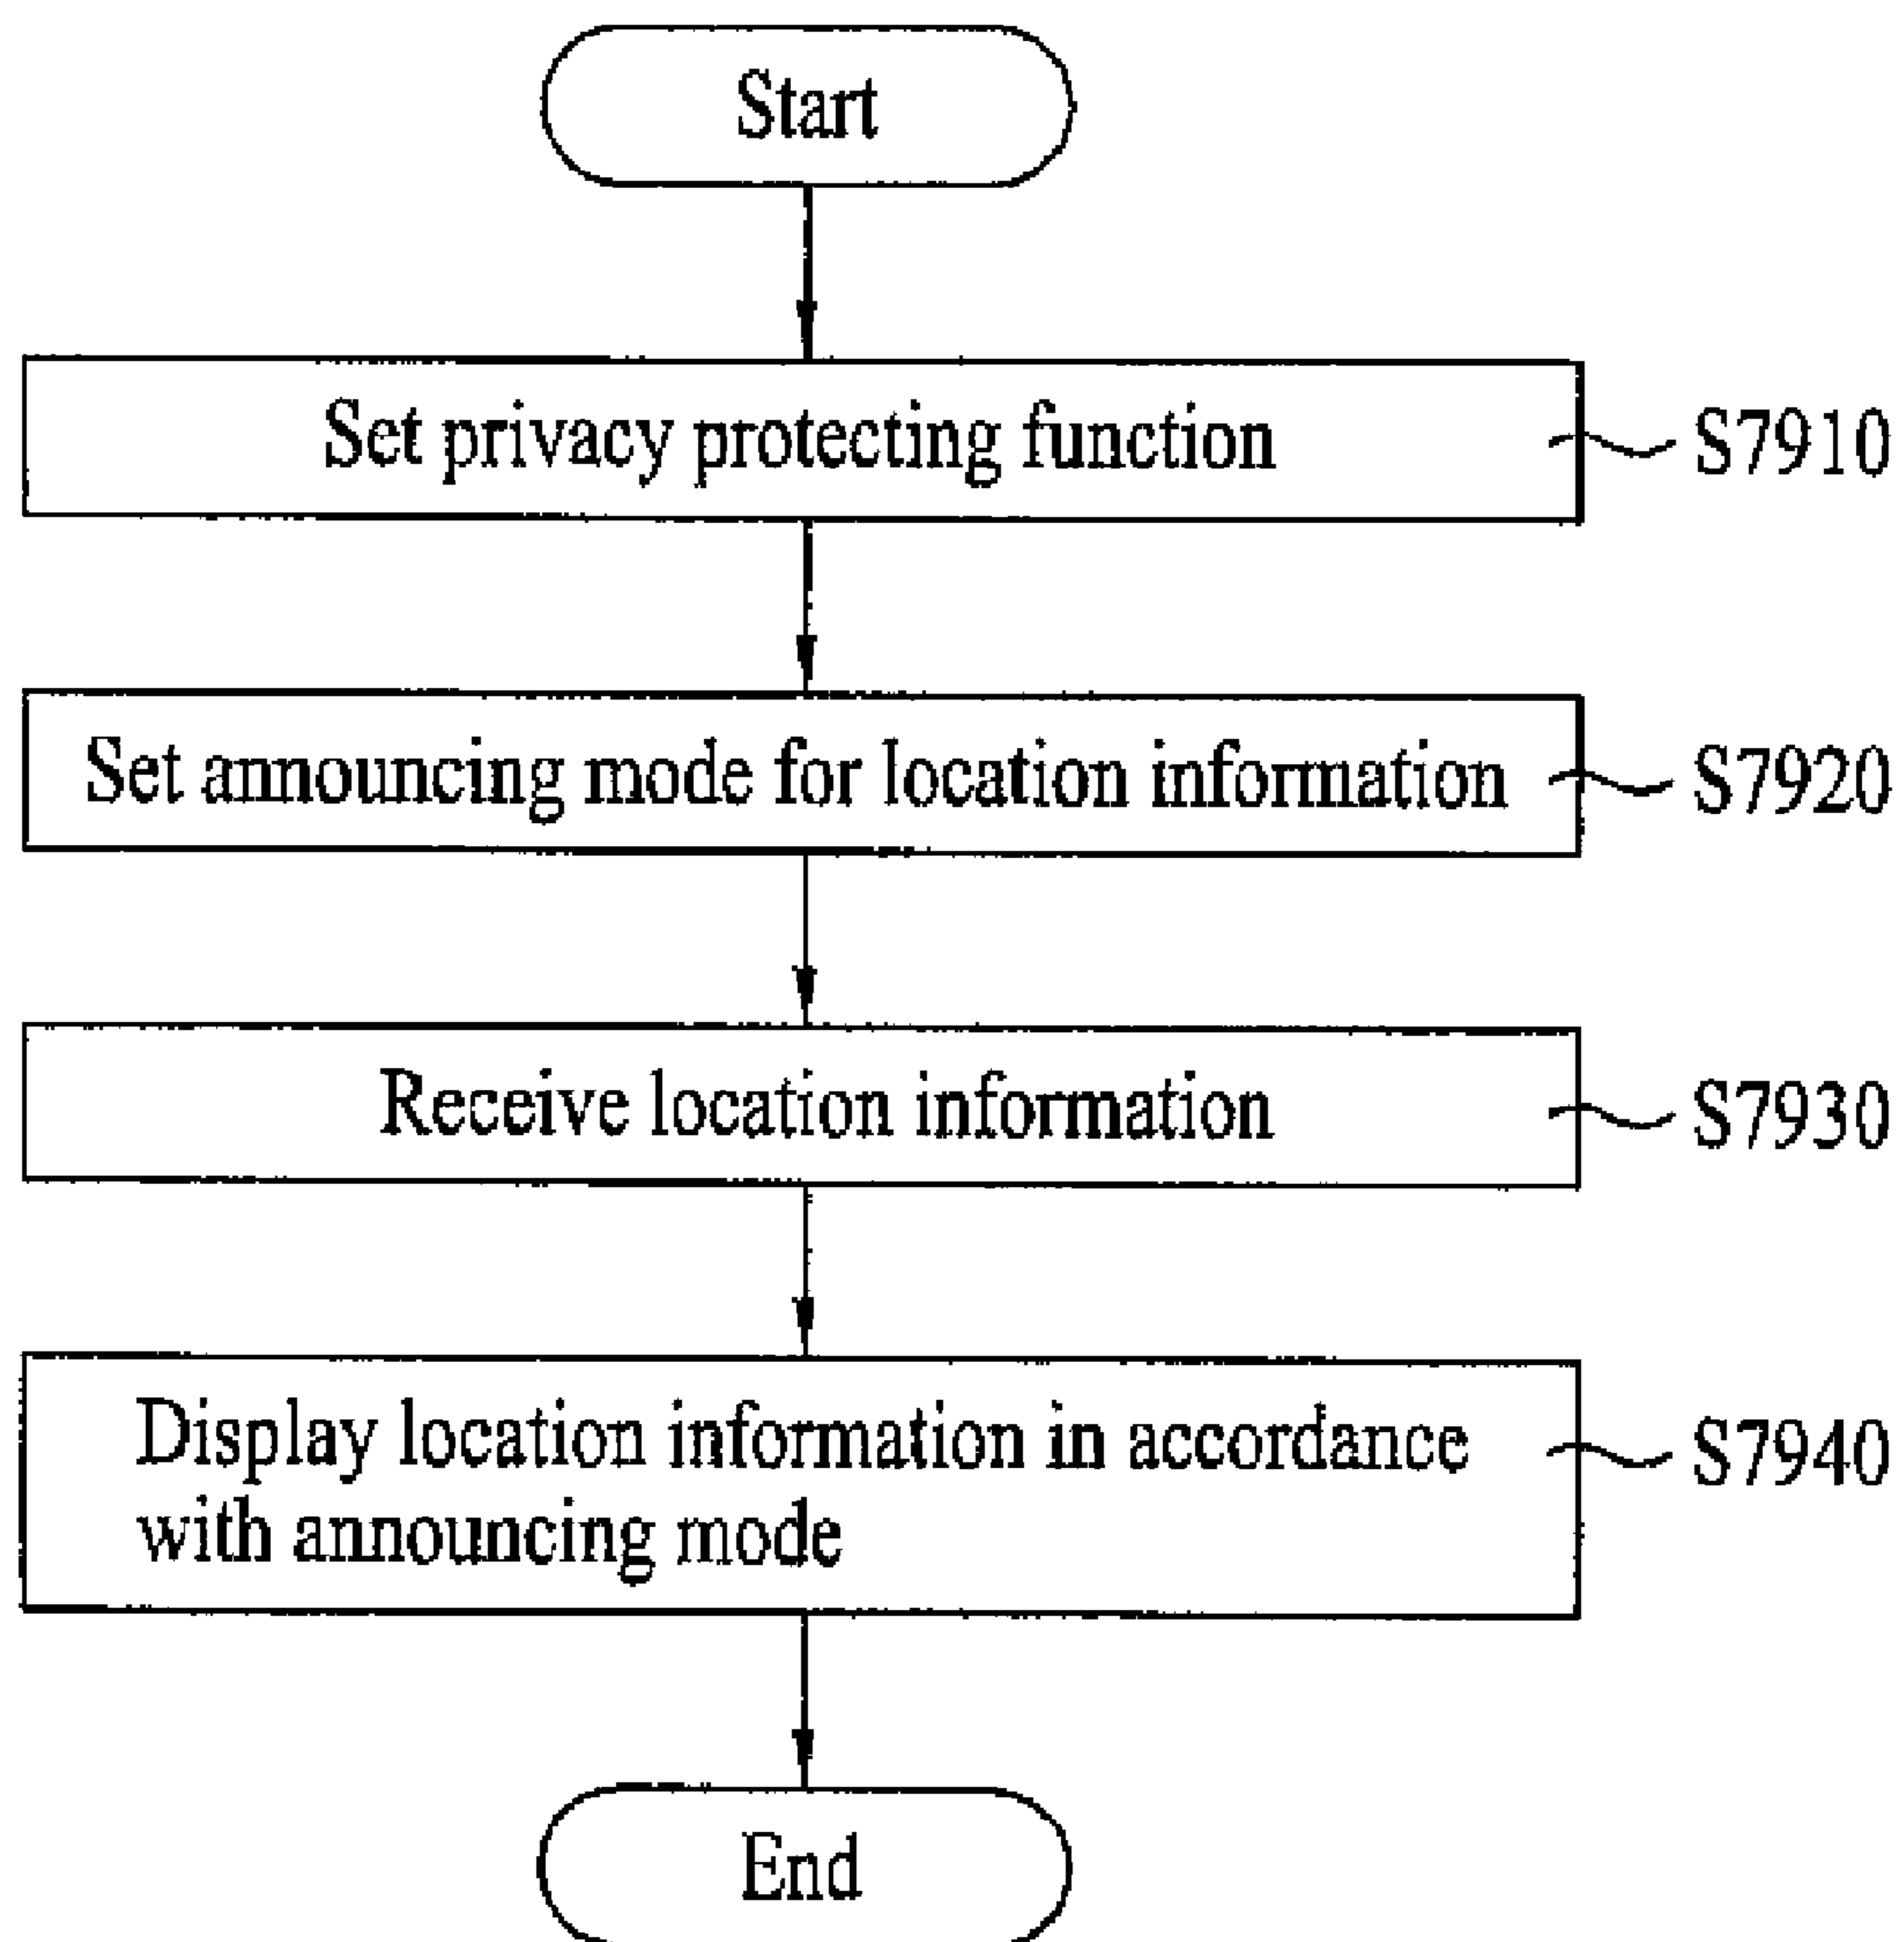 Start
Set privacy protecting function
S7910
Set announcing mode for location information
S7920
Receive location information
S7930
Display location information in accordance
with announcing mode
S7940
End